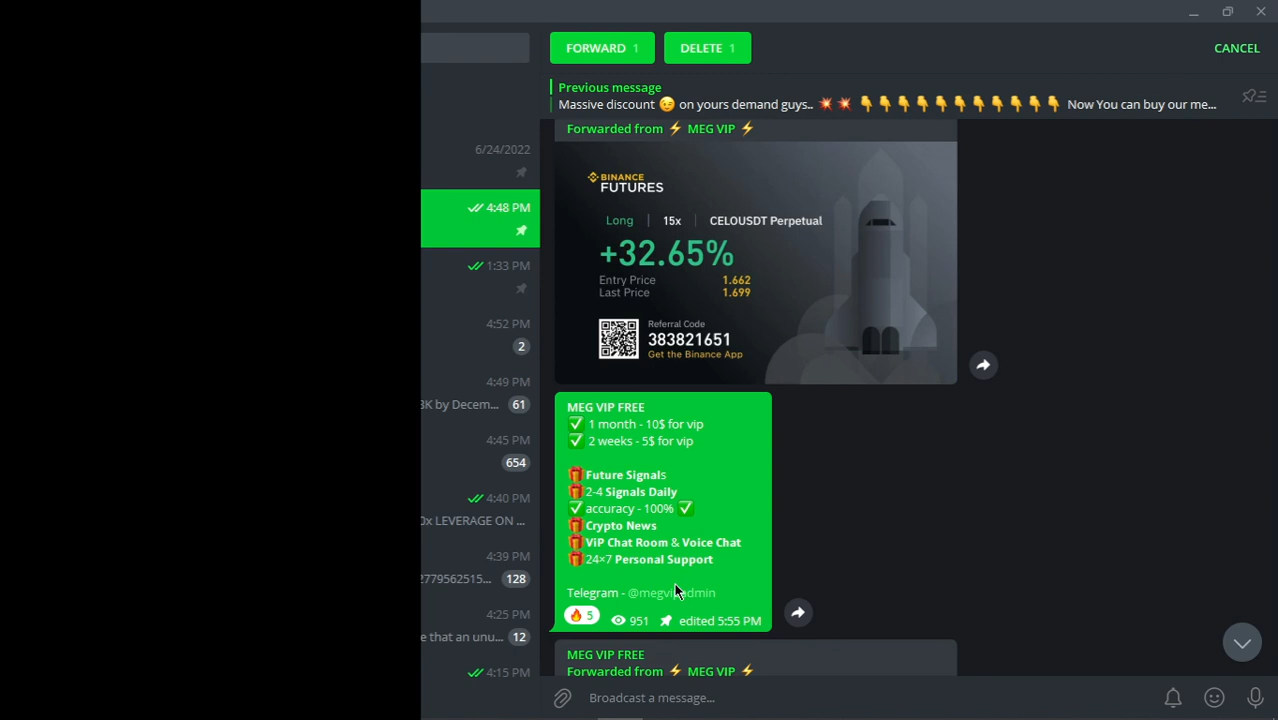 FORWARD 1
DELETE 1
CANCEL
Previous message
Massive discount 😉 on yours demand guys.. 💥 💥 👇 👇 👇 👇 👇 👇 👇 👇 👇 👇 👇 Now You can buy our me...
6/24/2022
4:48 PM
1:33 PM
4:52 PM
2
4:49 PM
BK by Decem... 61
4:45 PM
654
4:40 PM
0x LEVERAGE ON ...
4:39 PM
2779562515... 128
4:25 PM
e that an unu... 12
4:15 PM
Forwarded from ⚡ MEG VIP ⚡
BINANCE
FUTURES
Long | 15x | CELOUSDT Perpetual
+32.65%
Entry Price 1.662
Last Price 1.699
Referral Code
383821651
Get the Binance App
MEG VIP FREE
✅ 1 month - 10$ for vip
✅ 2 weeks - 5$ for vip
🎁Future Signals
🎁2-4 Signals Daily
✅accuracy - 100% ✅
🎁Crypto News
🎁ViP Chat Room & Voice Chat
🎁24×7 Personal Support
Telegram -
🔥 5 951 edited 5:55 PM
MEG VIP FREE
Forwarded from ⚡ MEG VIP ⚡
Broadcast a message...